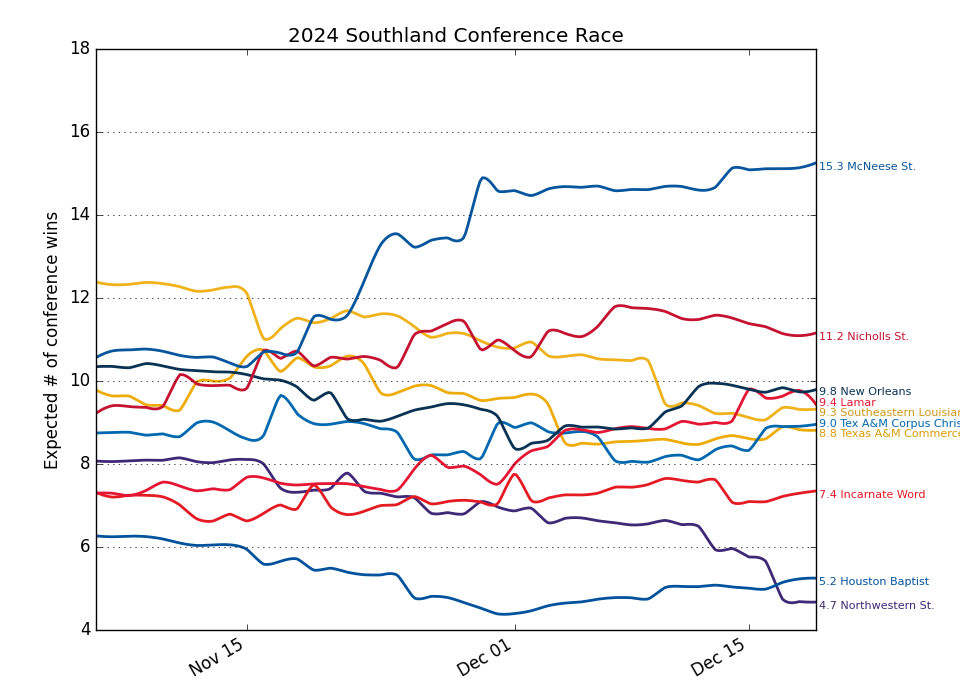 2024 Southland Conference Race
Expected # of conference wins
18
16
14
12
10
8
6
4
Nov 15
Dec 01
Dec 15
15.3 McNeese St.
11.2 Nicholls St.
9.8 New Orleans
9.4 Lamar
9.3 Southeastern Louisian
9.0 Tex A&M Corpus Chris
8.8 Texas A&M Commerce
7.4 Incarnate Word
5.2 Houston Baptist
4.7 Northwestern St.